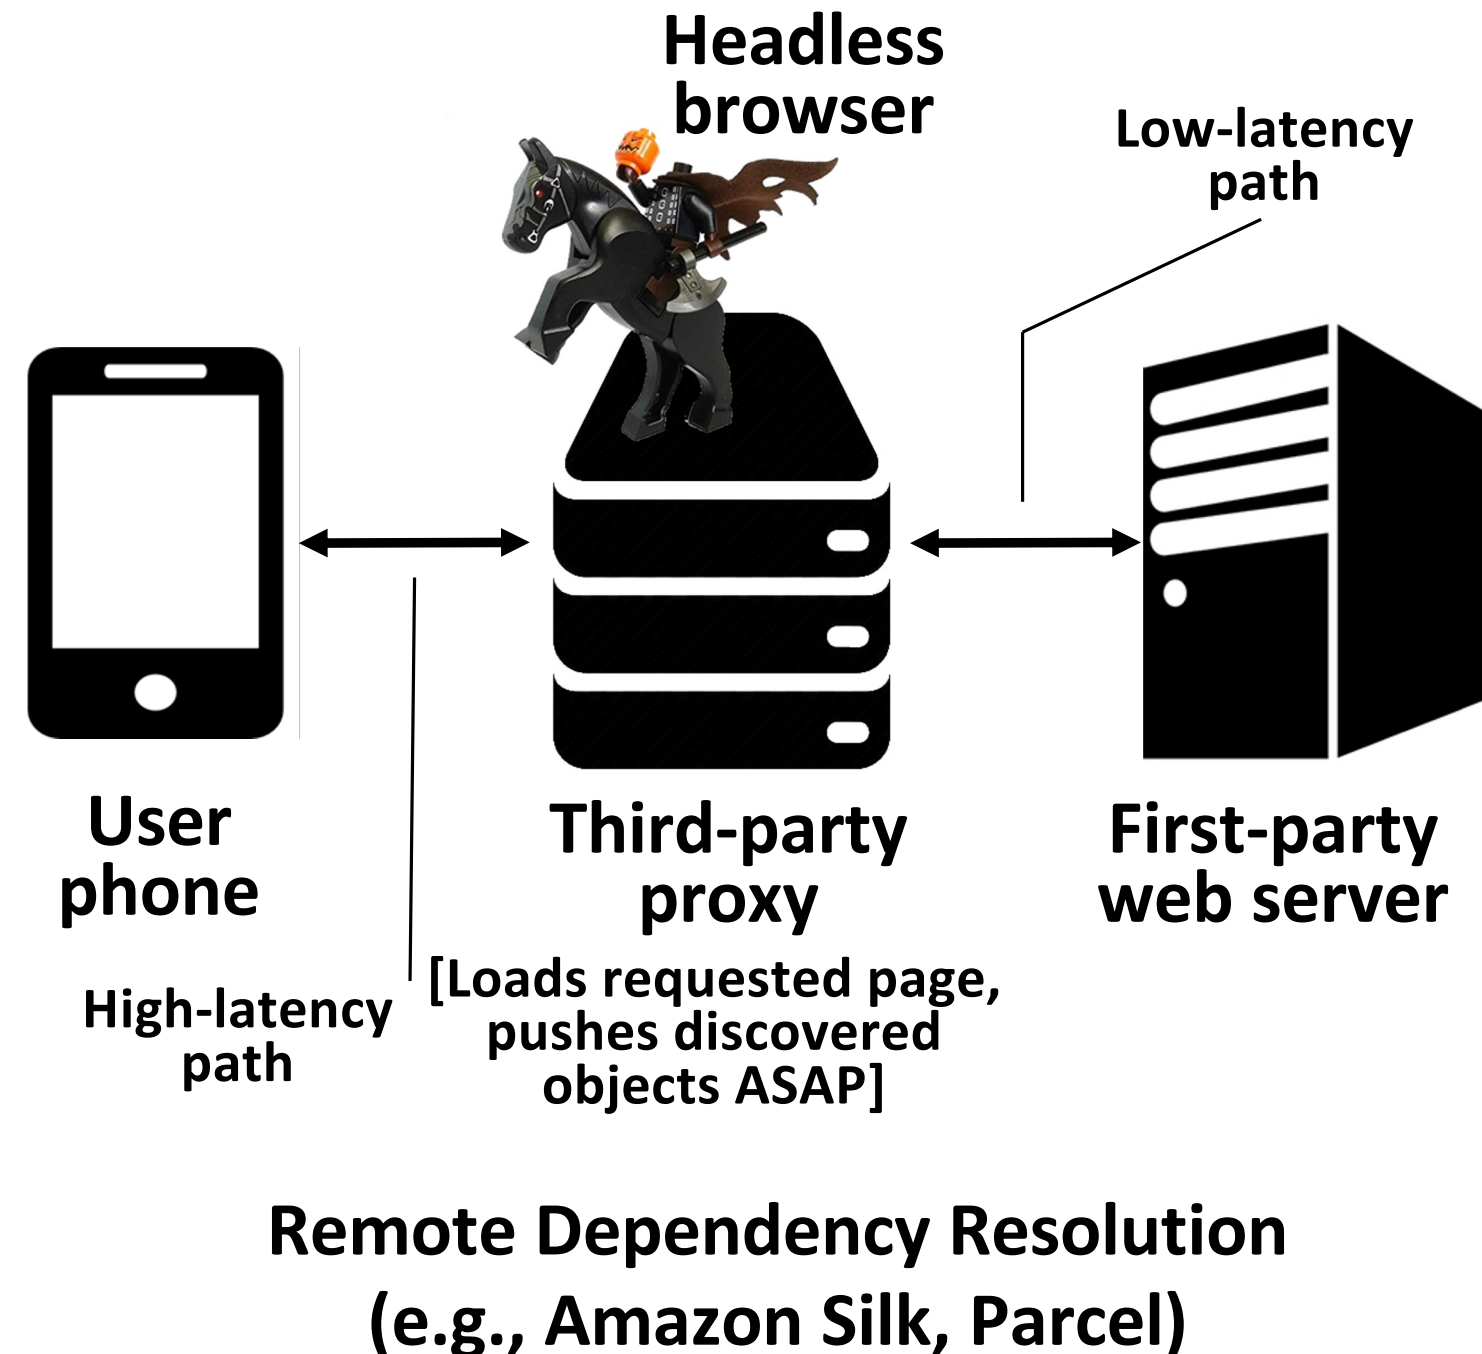 Headless
browser
Low-latency
path
User
phone
Third-party
proxy
First-party
web server
High-latency
path
[Loads requested page,
pushes discovered
objects ASAP]
Remote Dependency Resolution
(e.g., Amazon Silk, Parcel)